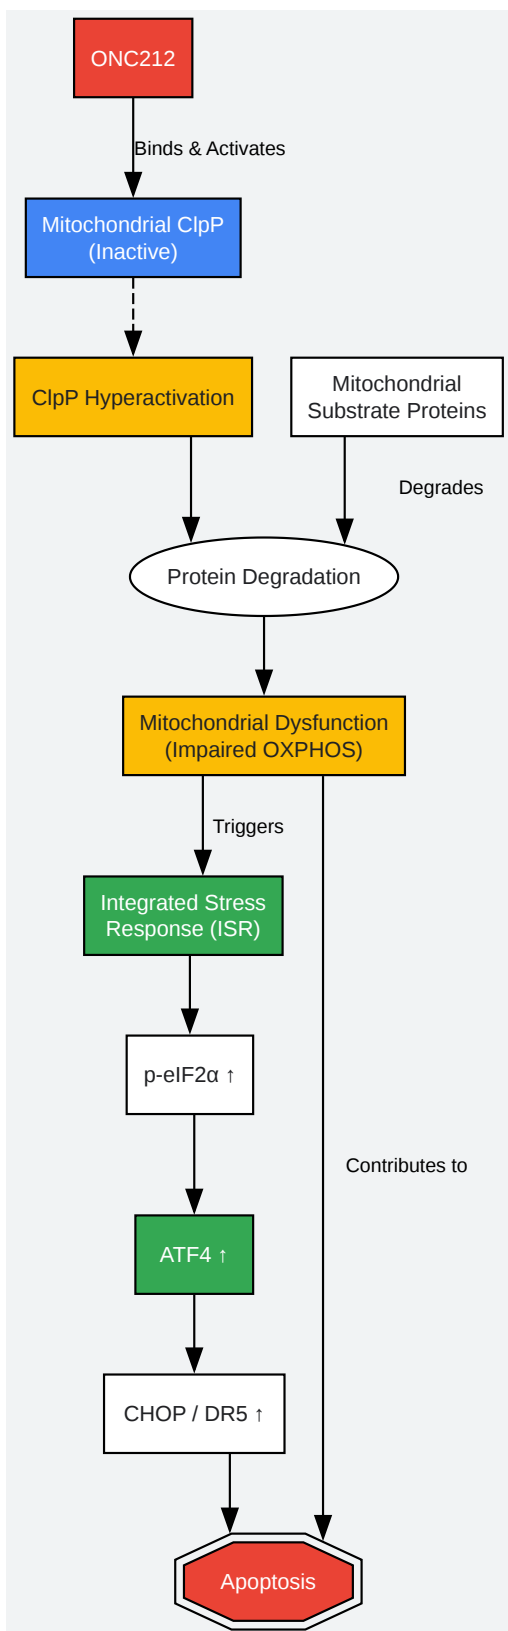 ONC212
Binds & Activates
Mitochondrial ClpP
(Inactive)
ClpP Hyperactivation
Mitochondrial
Substrate Proteins
Degrades
Protein Degradation
Mitochondrial Dysfunction
(Impaired OXPHOS)
Triggers
Integrated Stress
Response (ISR)
p-eIF2α ↑
Contributes to
ATF4 ↑
CHOP / DR5 ↑
Apoptosis